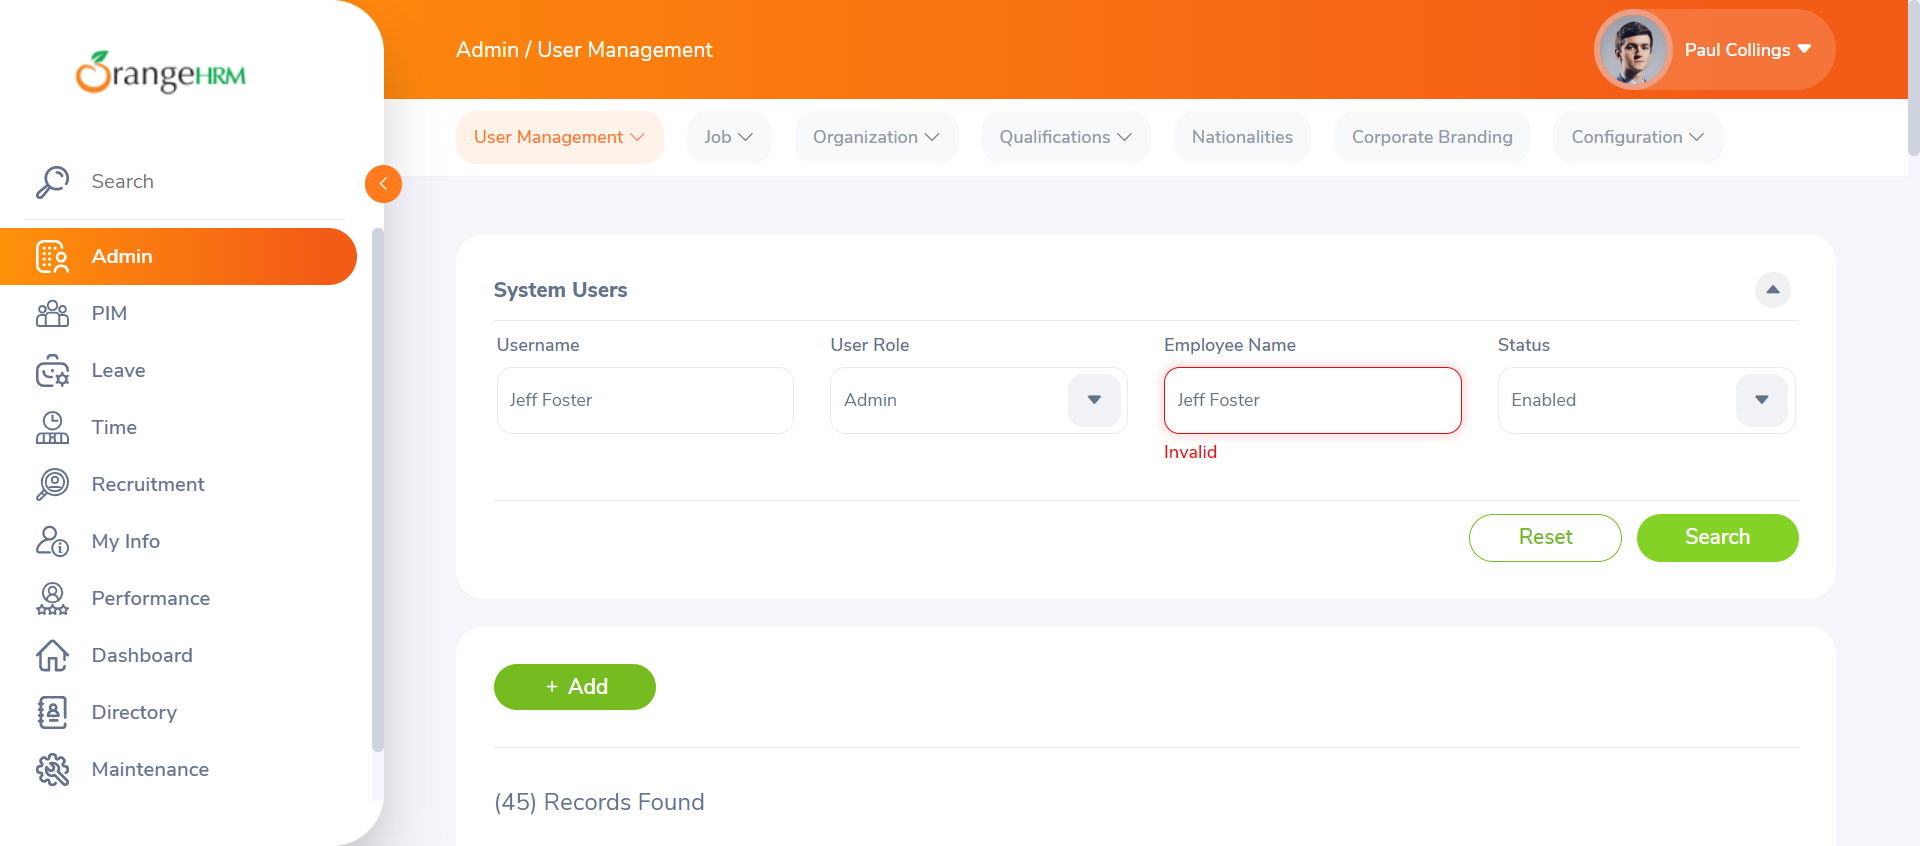 OrangeHRM
Admin / User Management
Paul Collings
User Management
Job
Organization
Qualifications
Nationalities
Corporate Branding
Configuration
Search
Admin
PIM
Leave
Time
Recruitment
My Info
Performance
Dashboard
Directory
Maintenance
System Users
Username
User Role
Employee Name
Status
Jeff Foster
Admin
Jeff Foster
Enabled
Invalid
Reset
Search
+ Add
(45) Records Found